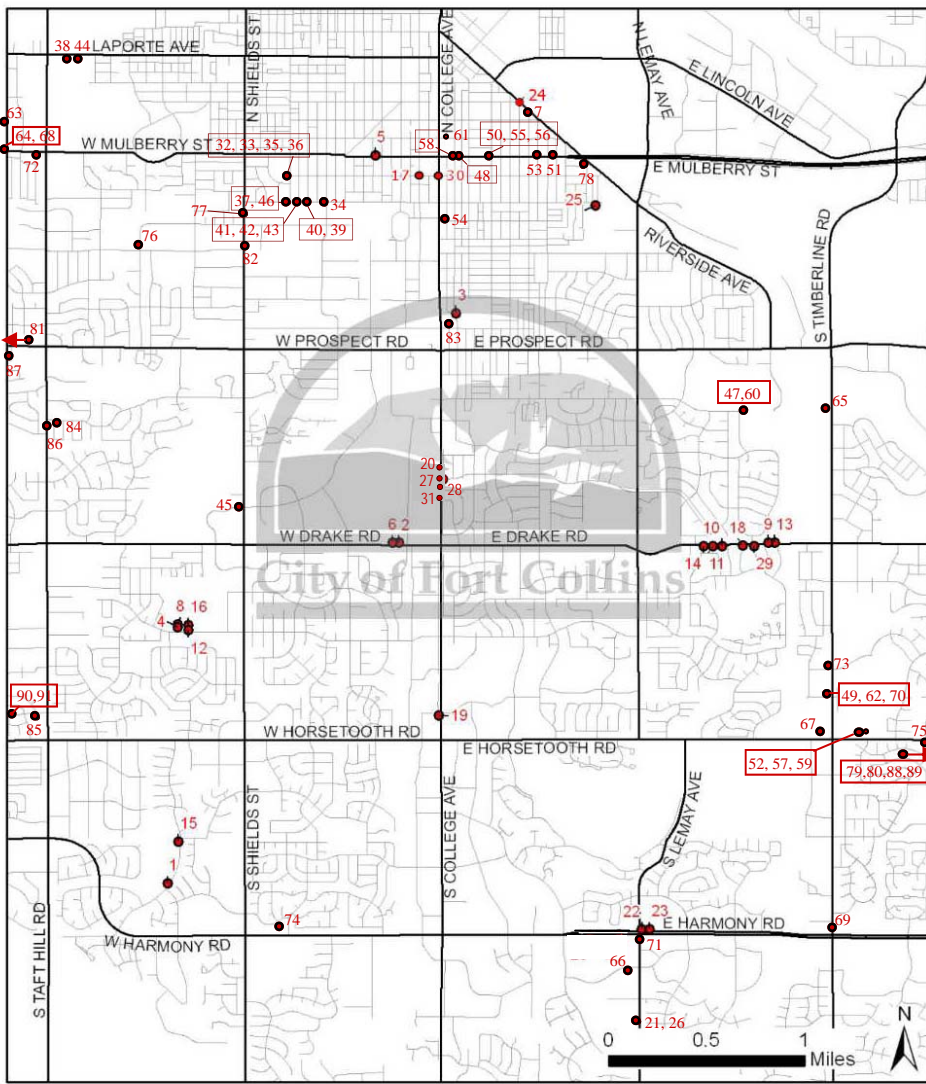 38 44 LAPORTE AVE
N SHIELDS ST
N COLLEGE AVE
N LEMAY AVE
E LINCOLN AVE
24
7
63
64, 68
W MULBERRY ST
32, 33, 35, 36
5
61
50, 55, 56
58
48
72
53 51
E MULBERRY ST
78
17
30
37, 46
34
77
25
54
41, 42, 43
40, 39
76
82
RIVERSIDE AVE
S TIMBERLINE RD
3
83
81
W PROSPECT RD
E PROSPECT RD
87
47,60
65
84
86
20
27
28
31
45
6 2
W DRAKE RD
E DRAKE RD
10 18 9 13
14 11 29
City of Fort Collins
8 16
4
12
73
90,91
49, 62, 70
85
19
67
75
W HORSETOOTH RD
E HORSETOOTH RD
52, 57, 59
79,80,88,89
S SHIELDS ST
S COLLEGE AVE
S LEMAY AVE
15
1
74
22 23
E HARMONY RD
69
W HARMONY RD
71
S TAFT HILL RD
66
21, 26
N
0 0.5 1
Miles